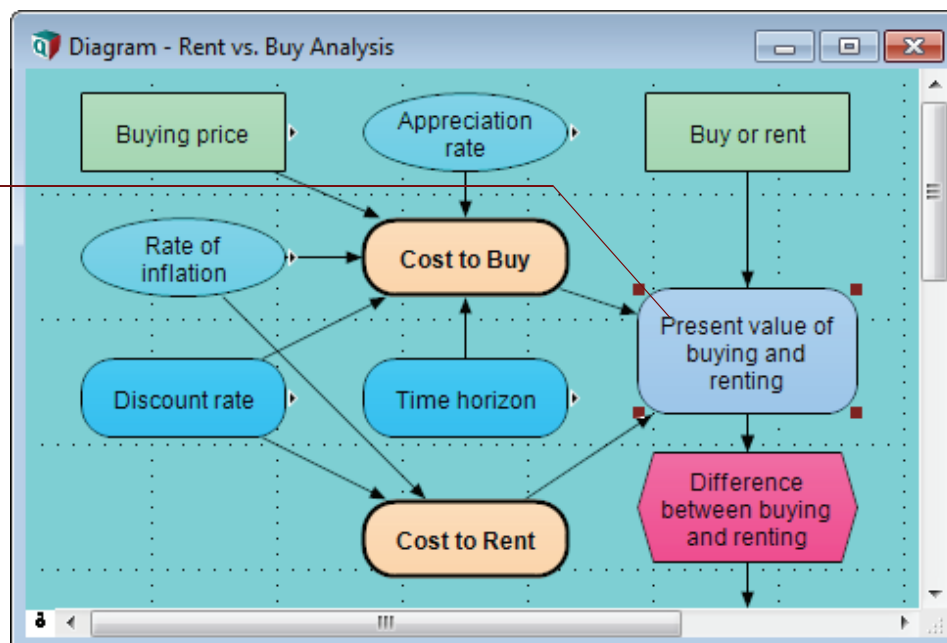 Diagram - Rent vs. Buy Analysis
Buying price
Appreciation
rate
Buy or rent
Rate of
inflation
Cost to Buy
Present value of
buying and
renting
Discount rate
Time horizon
Difference
between buying
and renting
Cost to Rent